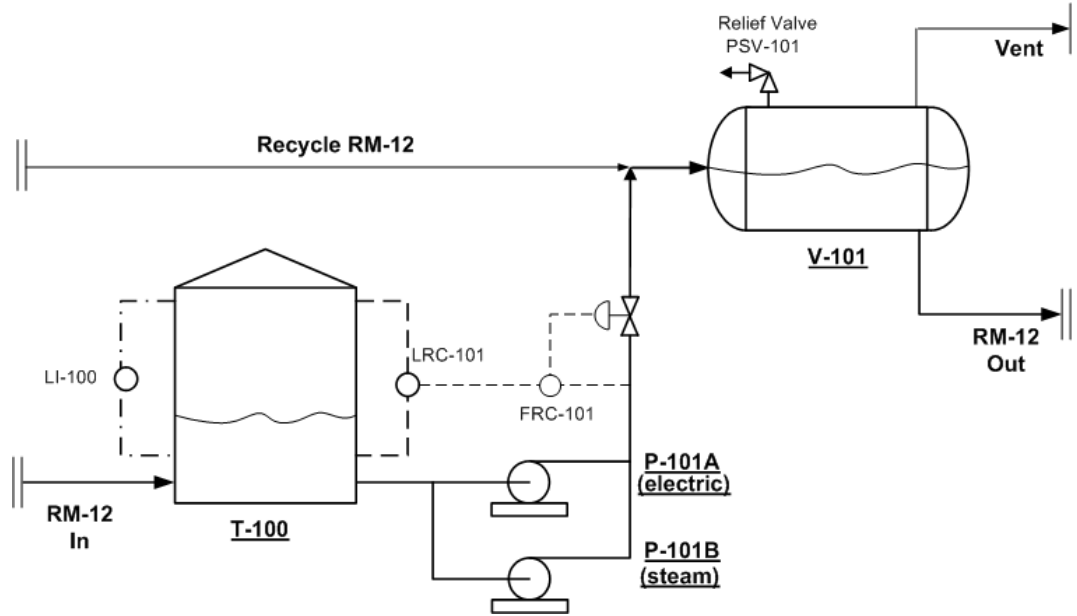 Relief Valve
PSV-101
Vent
Recycle RM-12
V-101
LRC-101
LI-100
RM-12
Out
FRC-101
P-101A
(electric)
RM-12
In
T-100
P-101B
(steam)